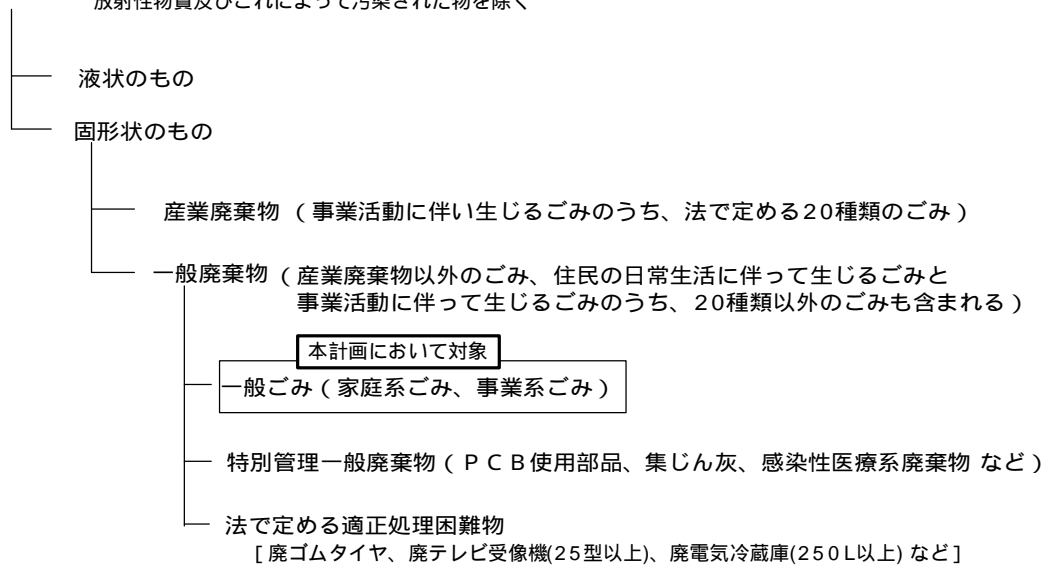 放射性物質及びこれによって汚染された物を除く
液状のもの
固形状のもの
産業廃棄物 （事業活動に伴い生じるごみのうち、法で定める20種類のごみ）
一般廃棄物（産業廃棄物以外のごみ、住民の日常生活に伴って生じるごみと
事業活動に伴って生じるごみのうち、20種類以外のごみも含まれる）
本計画において対象
一般ごみ（家庭系ごみ、事業系ごみ）
特別管理一般廃棄物（ＰＣＢ使用部品、集じん灰、感染性医療系廃棄物 など）
法で定める適正処理困難物
［廃ゴムタイヤ、廃テレビ受像機(25型以上)、廃電気冷蔵庫(250L以上) など］